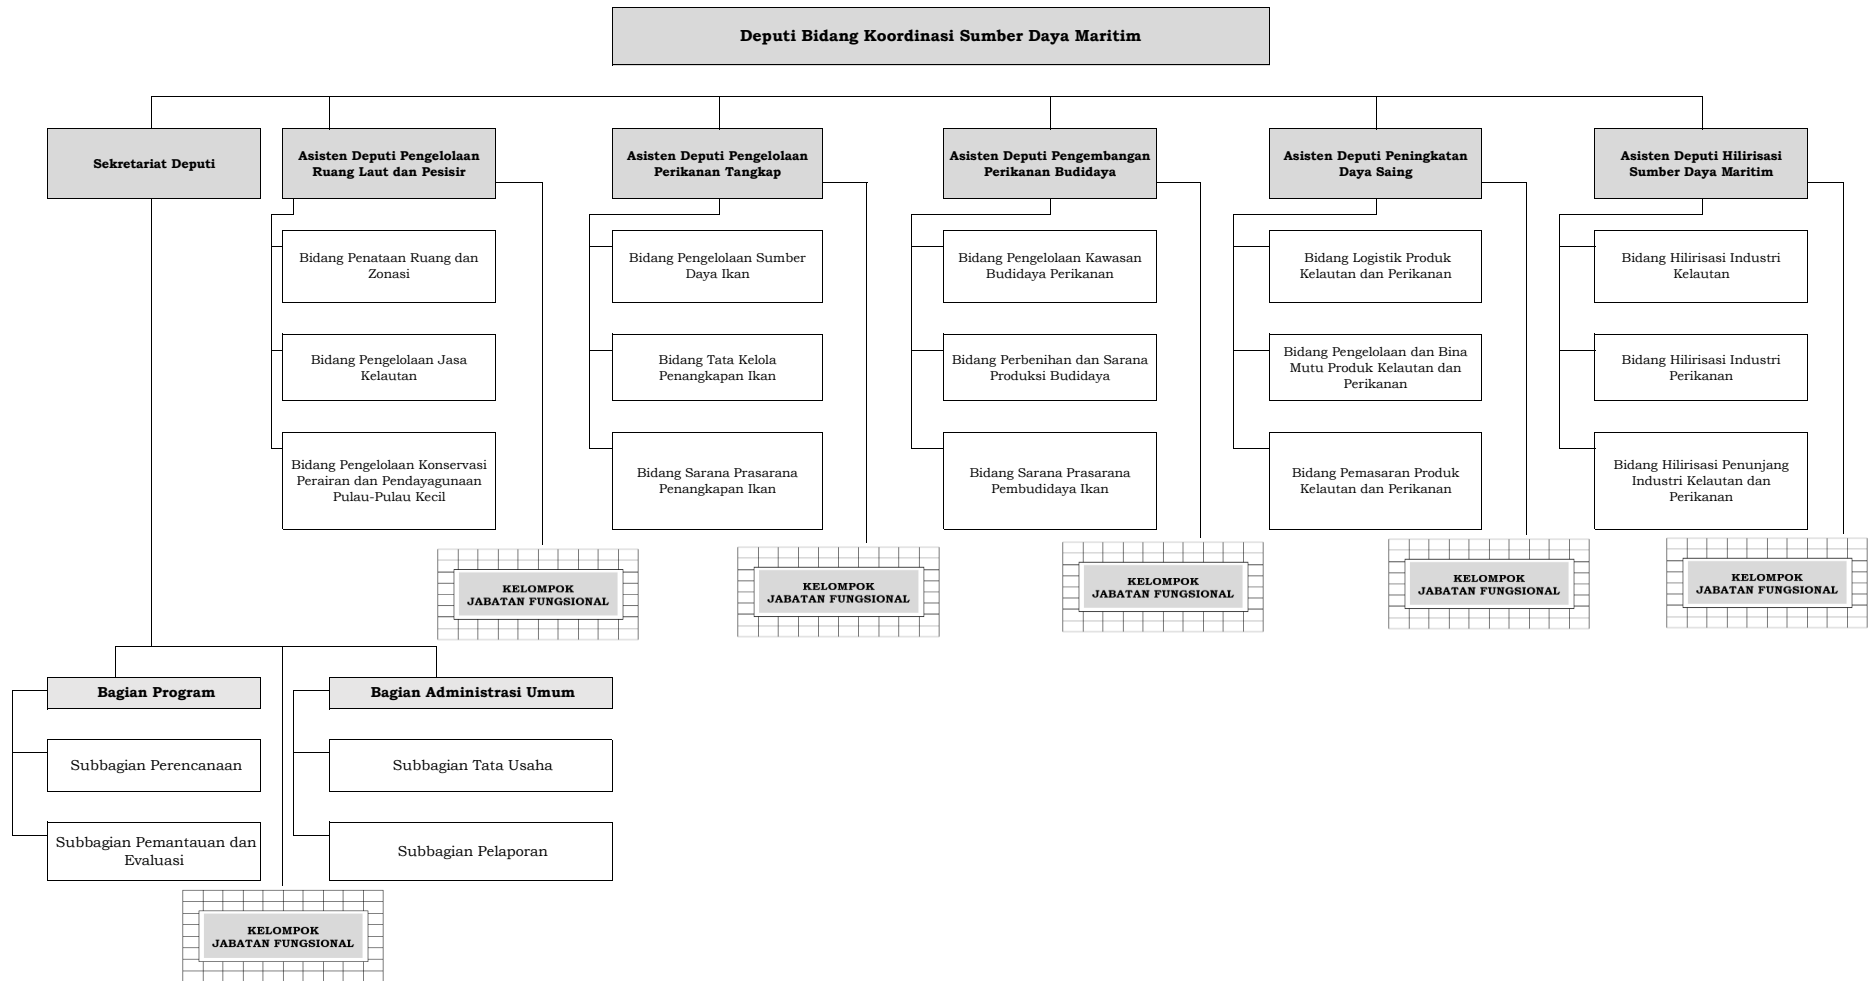 Deputi Bidang Koordinasi Sumber Daya Maritim
Sekretariat Deputi
Asisten Deputi Pengelolaan
Ruang Laut dan Pesisir
Asisten Deputi Pengelolaan
Perikanan Tangkap
Asisten Deputi Pengembangan
Perikanan Budidaya
Asisten Deputi Peningkatan
Daya Saing
Asisten Deputi Hilirisasi
Sumber Daya Maritim
Bidang Penataan Ruang dan
Zonasi
Bidang Pengelolaan Sumber
Daya Ikan
Bidang Pengelolaan Kawasan
Budidaya Perikanan
Bidang Logistik Produk
Kelautan dan Perikanan
Bidang Hilirisasi Industri
Kelautan
Bidang Pengelolaan Jasa
Kelautan
Bidang Tata Kelola
Penangkapan Ikan
Bidang Perbenihan dan Sarana
Produksi Budidaya
Bidang Pengelolaan dan Bina
Mutu Produk Kelautan dan
Perikanan
Bidang Hilirisasi Industri
Perikanan
Bidang Pengelolaan Konservasi
Perairan dan Pendayagunaan
Pulau-Pulau Kecil
Bidang Sarana Prasarana
Penangkapan Ikan
Bidang Sarana Prasarana
Pembudidaya Ikan
Bidang Pemasaran Produk
Kelautan dan Perikanan
Bidang Hilirisasi Penunjang
Industri Kelautan dan
Perikanan
KELOMPOK
JABATAN FUNGSIONAL
KELOMPOK
JABATAN FUNGSIONAL
KELOMPOK
JABATAN FUNGSIONAL
KELOMPOK
JABATAN FUNGSIONAL
KELOMPOK
JABATAN FUNGSIONAL
Bagian Program
Bagian Administrasi Umum
Subbagian Perencanaan
Subbagian Tata Usaha
Subbagian Pemantauan dan
Evaluasi
Subbagian Pelaporan
KELOMPOK
JABATAN FUNGSIONAL